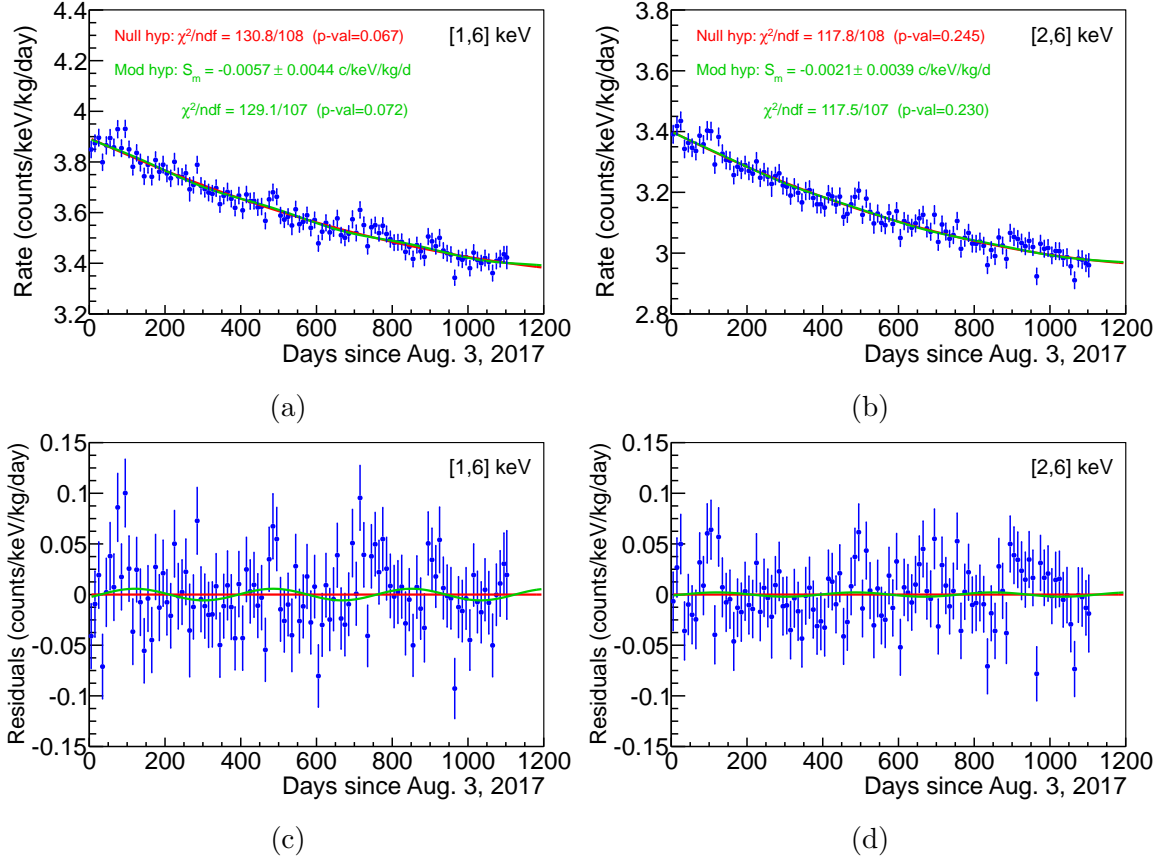 4.4
4.2
4
3.8
3.6
3.4
3.2
Rate (counts/keV/kg/day)
Null hyp: χ²/ndf = 130.8/108 (p-val=0.067)
[1,6] keV
Mod hyp: Sₘ = -0.0057± 0.0044 c/keV/kg/d
χ²/ndf = 129.1/107 (p-val=0.072)
0 200 400 600 800 1000 1200
Days since Aug. 3, 2017
(a)
3.8
3.6
3.4
3.2
3
2.8
Rate (counts/keV/kg/day)
Null hyp: χ²/ndf = 117.8/108 (p-val=0.245)
[2,6] keV
Mod hyp: Sₘ = -0.0021± 0.0039 c/keV/kg/d
χ²/ndf = 117.5/107 (p-val=0.230)
0 200 400 600 800 1000 1200
Days since Aug. 3, 2017
(b)
0.15
0.1
0.05
0
-0.05
-0.1
-0.15
Residuals (counts/keV/kg/day)
[1,6] keV
0 200 400 600 800 1000 1200
Days since Aug. 3, 2017
(c)
0.15
0.1
0.05
0
-0.05
-0.1
-0.15
Residuals (counts/keV/kg/day)
[2,6] keV
0 200 400 600 800 1000 1200
Days since Aug. 3, 2017
(d)